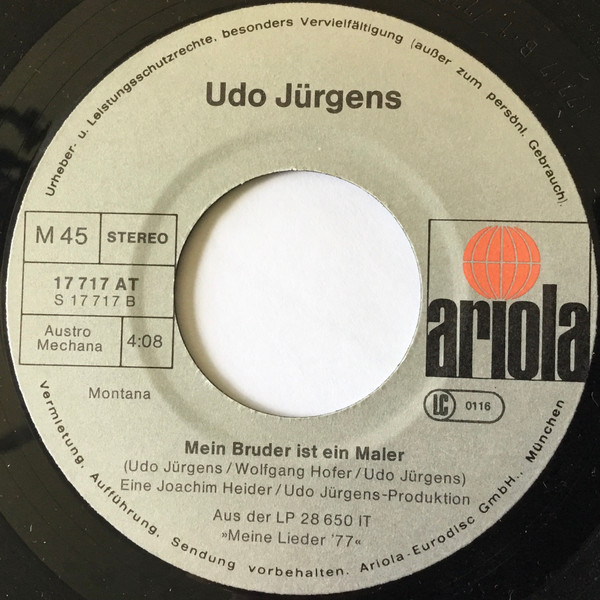 Urheber- u. Leistungsschutzrechte, besonders Vervielfältigung (außer zum persönl. Gebrauch).
Udo Jürgens
M 45 STEREO
17 717 AT
S 17717 B
Austro
Mechana
4:08
Montana
ariola
LC 0116
Mein Bruder ist ein Maler
(Udo Jürgens/Wolfgang Hofer/Udo Jürgens)
Eine Joachim Heider/Udo Jürgens-Produktion
Aus der LP 28 650 IT
»Meine Lieder '77«
Vermietung, Aufführung, Sendung vorbehalten. Ariola-Eurodisc GmbH., München